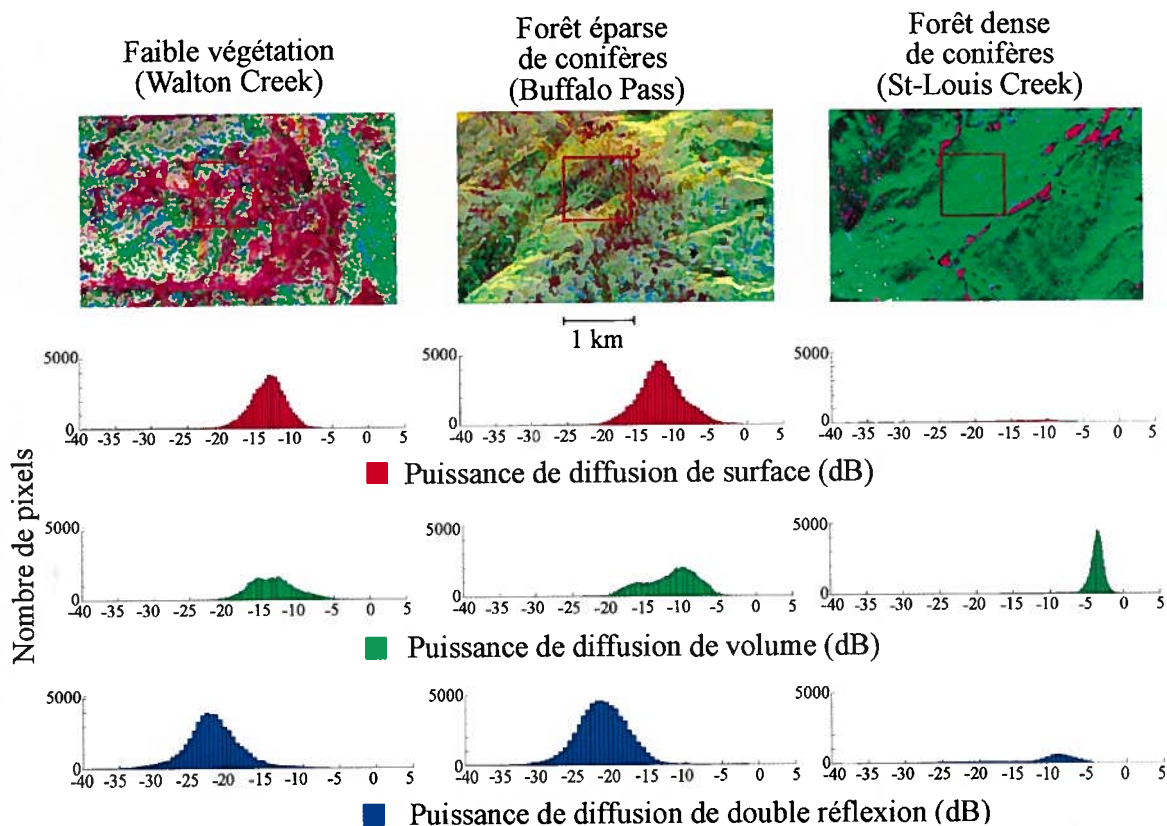 Faible végétation
(Walton Creek)
Forêt éparse
de conifères
(Buffalo Pass)
Forêt dense
de conifères
(St-Louis Creek)
1 km
Nombre de pixels
5000
0
-40 -35 -30 -25 -20 -15 -10 -5 0 5
5000
0
-40 -35 -30 -25 -20 -15 -10 -5 0 5
5000
0
-40 -35 -30 -25 -20 -15 -10 -5 0 5
Puissance de diffusion de surface (dB)
5000
0
-40 -35 -30 -25 -20 -15 -10 -5 0 5
5000
0
-40 -35 -30 -25 -20 -15 -10 -5 0 5
5000
0
-40 -35 -30 -25 -20 -15 -10 -5 0 5
Puissance de diffusion de volume (dB)
5000
0
-40 -35 -30 -25 -20 -15 -10 -5 0 5
5000
0
-40 -35 -30 -25 -20 -15 -10 -5 0 5
5000
0
-40 -35 -30 -25 -20 -15 -10 -5 0 5
Puissance de diffusion de double réflexion (dB)